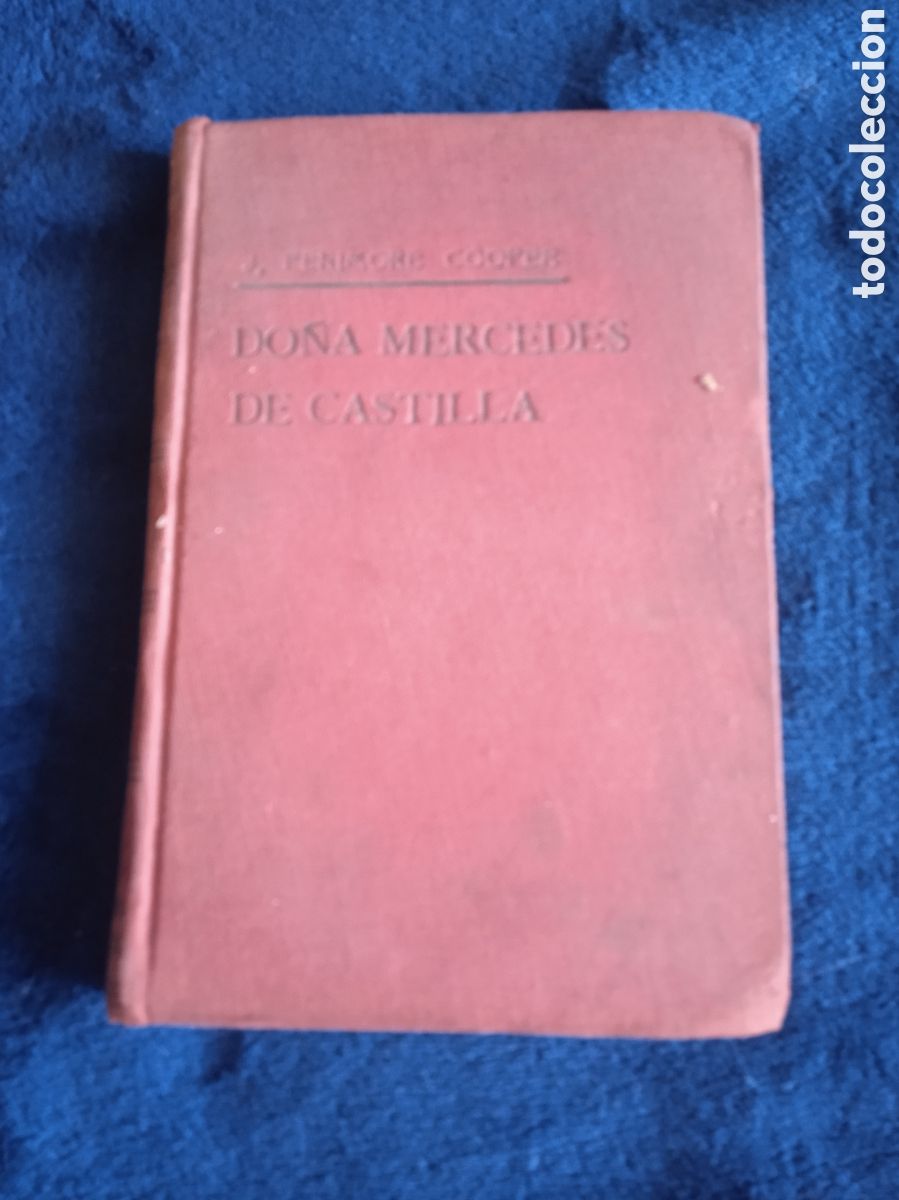 J. FENIMORE COOPER
DOÑA MERCEDES
DE CASTILLA
todocoleccion